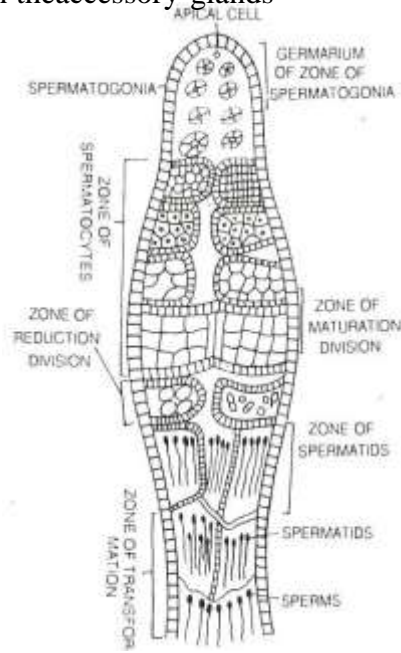 theaccessory glands
APICAL CELL
GERMARIUM
OF ZONE OF
SPERMATOGONIA
SPERMATOGONIA
ZONE OF
SPERMATOCYTES
ZONE OF
REDUCTION
DIVISION
ZONE OF
MATURATION
DIVISION
ZONE OF
SPERMATIDS
ZONE OF TRANSFOR
MATION
SPERMATIDS
SPERMS